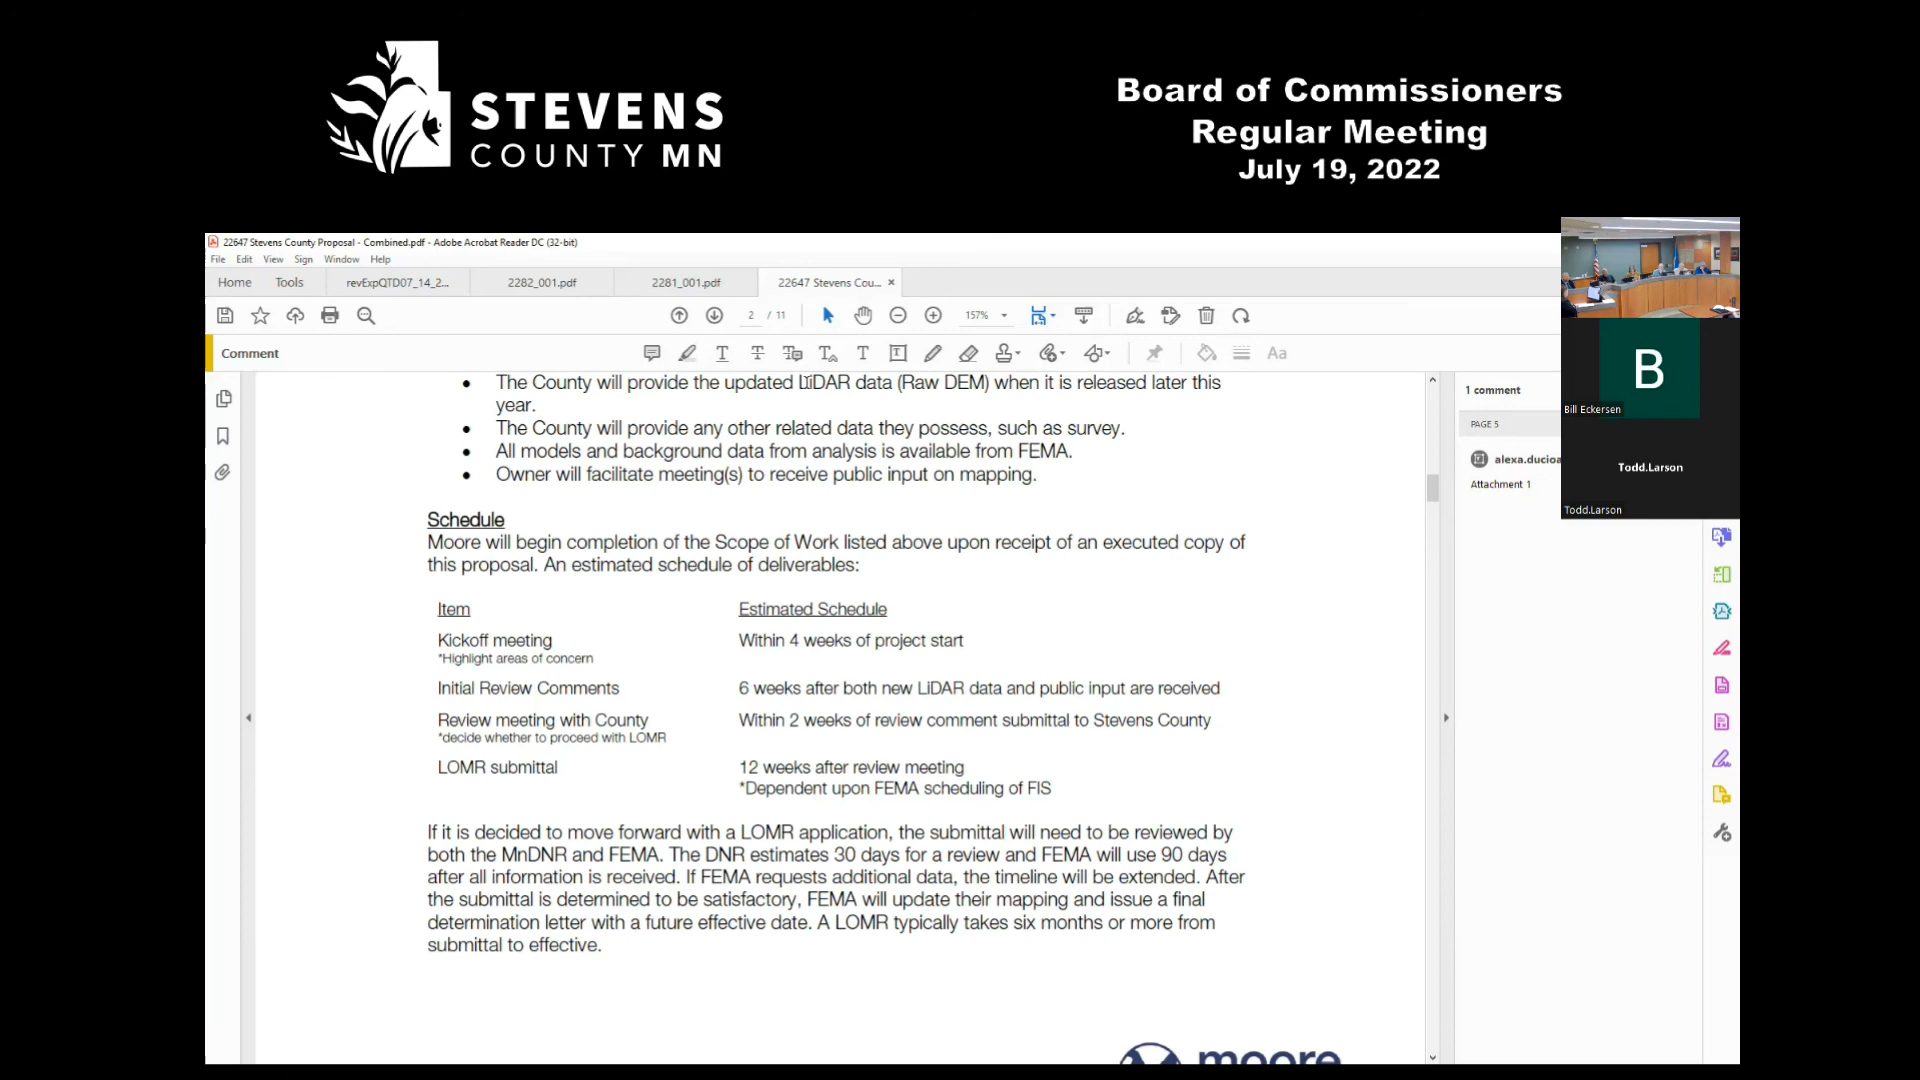 STEVENS
COUNTY MN
Board of Commissioners
Regular Meeting
July 19, 2022
22647 Stevens County Proposal - Combined.pdf - Adobe Acrobat Reader DC (32-bit)
File Edit View Sign Window Help
Home Tools revExpQTD07_14_2... 2282_001.pdf 2281_001.pdf 22647 Stevens Cou... ×
2 / 11 157%
Comment
Aa
• The County will provide the updated LiDAR data (Raw DEM) when it is released later this
year.
• The County will provide any other related data they possess, such as survey.
• All models and background data from analysis is available from FEMA.
• Owner will facilitate meeting(s) to receive public input on mapping.
Schedule
Moore will begin completion of the Scope of Work listed above upon receipt of an executed copy of
this proposal. An estimated schedule of deliverables:
Item Estimated Schedule
Kickoff meeting Within 4 weeks of project start
*Highlight areas of concern
Initial Review Comments 6 weeks after both new LiDAR data and public input are received
Review meeting with County Within 2 weeks of review comment submittal to Stevens County
*decide whether to proceed with LOMR
LOMR submittal 12 weeks after review meeting
*Dependent upon FEMA scheduling of FIS
If it is decided to move forward with a LOMR application, the submittal will need to be reviewed by
both the MnDNR and FEMA. The DNR estimates 30 days for a review and FEMA will use 90 days
after all information is received. If FEMA requests additional data, the timeline will be extended. After
the submittal is determined to be satisfactory, FEMA will update their mapping and issue a final
determination letter with a future effective date. A LOMR typically takes six months or more from
submittal to effective.
moore
1 comment
PAGE 5
alexa.ducioa
Attachment 1
B
Bill Eckersen
Todd.Larson
Todd.Larson